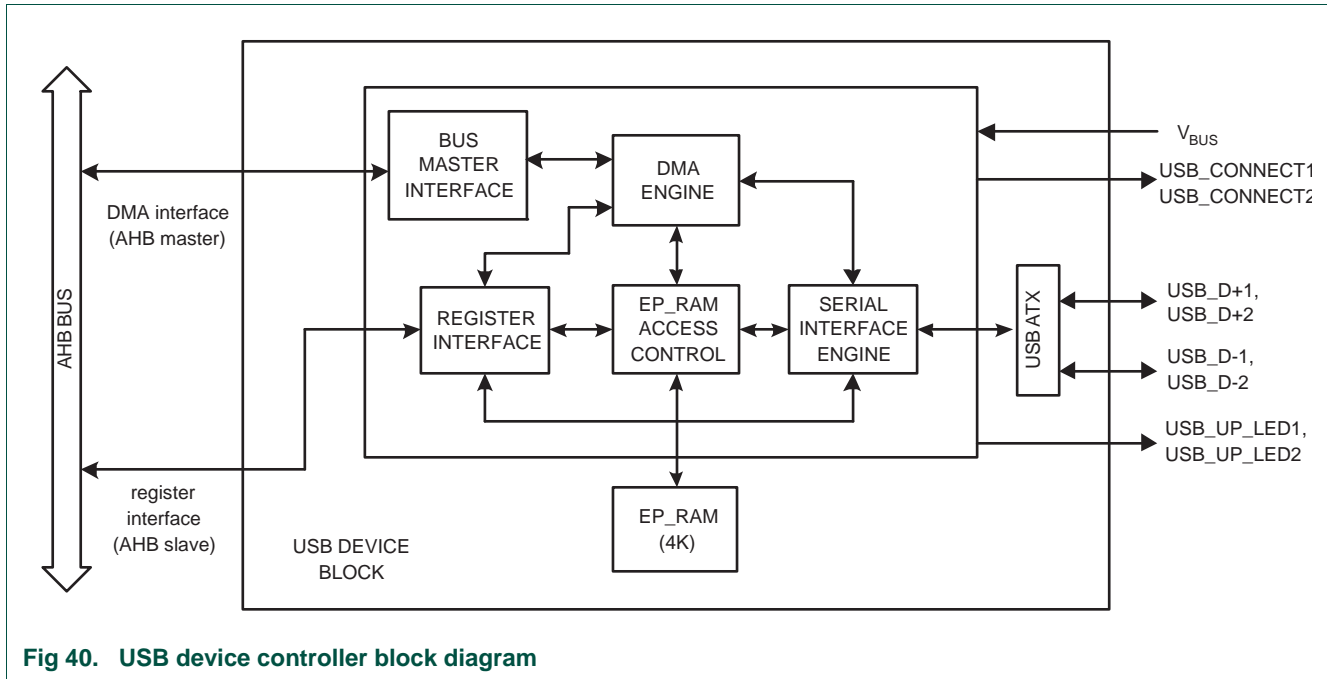 BUS
MASTER
INTERFACE
DMA
ENGINE
V_BUS
USB_CONNECT1
USB_CONNECT2
DMA interface
(AHB master)
AHB BUS
REGISTER
INTERFACE
EP_RAM
ACCESS
CONTROL
SERIAL
INTERFACE
ENGINE
USB ATX
USB_D+1,
USB_D+2
USB_D-1,
USB_D-2
USB_UP_LED1,
USB_UP_LED2
register
interface
(AHB slave)
USB DEVICE
BLOCK
EP_RAM
(4K)
Fig 40. USB device controller block diagram